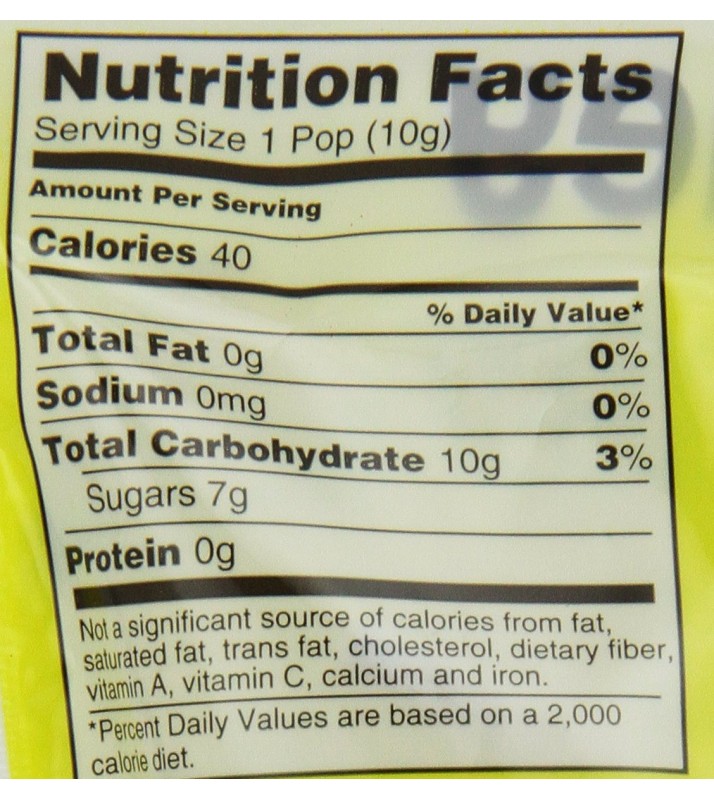 Nutrition Facts
Serving Size 1 Pop (10g)
Amount Per Serving
Calories 40
% Daily Value*
Total Fat 0g 0%
Sodium 0mg 0%
Total Carbohydrate 10g 3%
Sugars 7g
Protein 0g
Not a significant source of calories from fat,
saturated fat, trans fat, cholesterol, dietary fiber,
vitamin A, vitamin C, calcium and iron.
*Percent Daily Values are based on a 2,000
calorie diet.